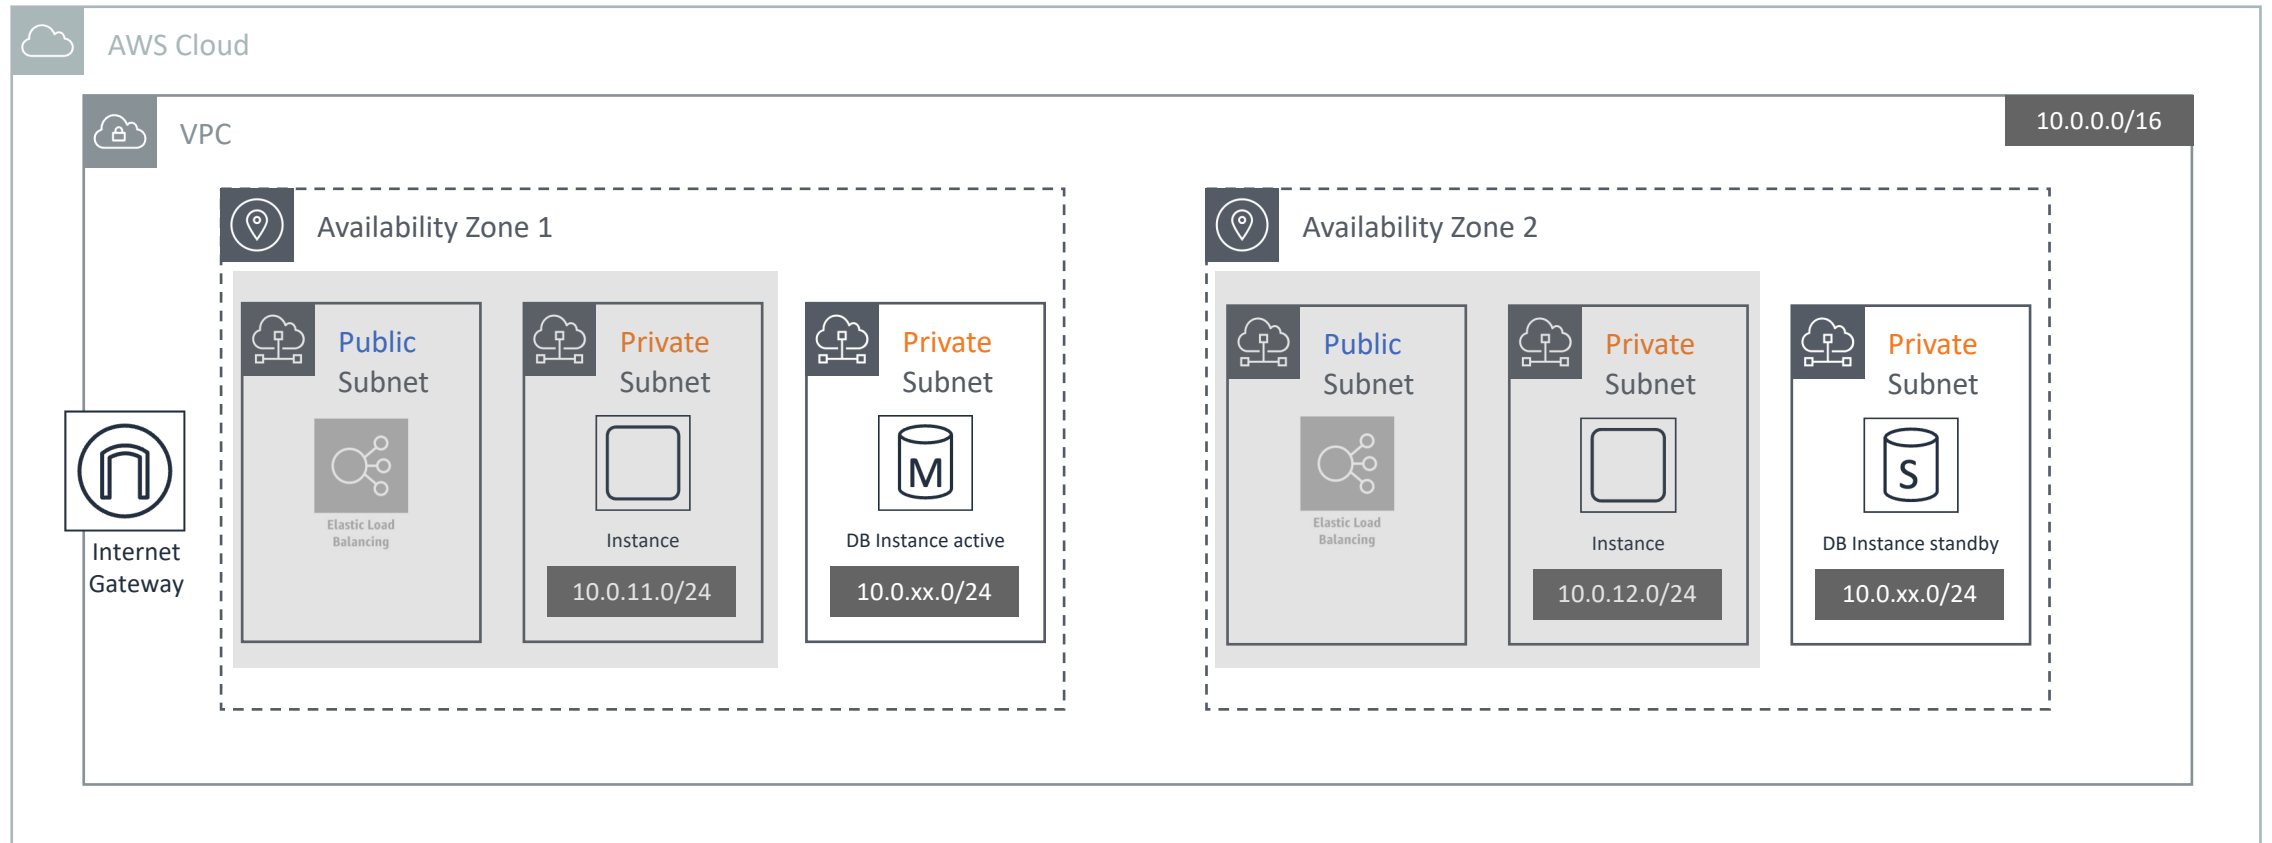 AWS Cloud
VPC
10.0.0.0/16
Availability Zone 1
Public
Subnet
Elastic Load
Balancing
Private
Subnet
Instance
10.0.11.0/24
Private
Subnet
M
DB Instance active
10.0.xx.0/24
Internet
Gateway
Availability Zone 2
Public
Subnet
Elastic Load
Balancing
Private
Subnet
Instance
10.0.12.0/24
Private
Subnet
S
DB Instance standby
10.0.xx.0/24